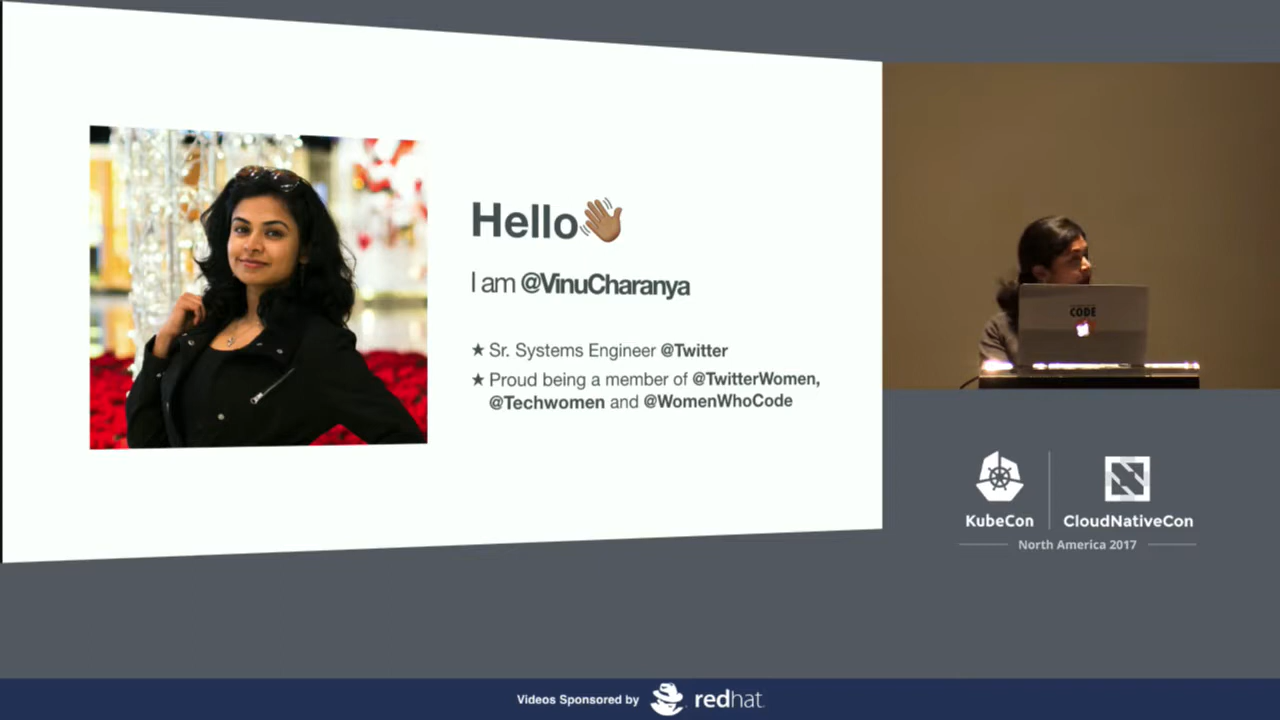 Hello👋🏽
I am @VinuCharanya
★ Sr. Systems Engineer @Twitter
★ Proud being a member of @TwitterWomen,
@Techwomen and @WomenWhoCode
CODE
KubeCon
CloudNativeCon
North America 2017
Videos Sponsored by
redhat.